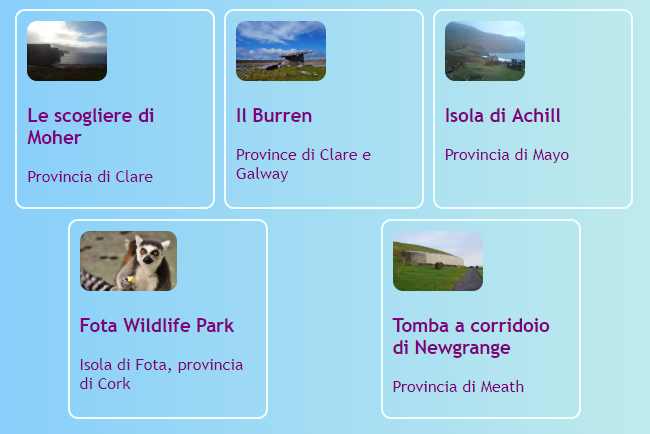 Le scogliere di
Moher
Provincia di Clare
Il Burren
Province di Clare e
Galway
Isola di Achill
Provincia di Mayo
Fota Wildlife Park
Isola di Fota, provincia
di Cork
Tomba a corridoio
di Newgrange
Provincia di Meath